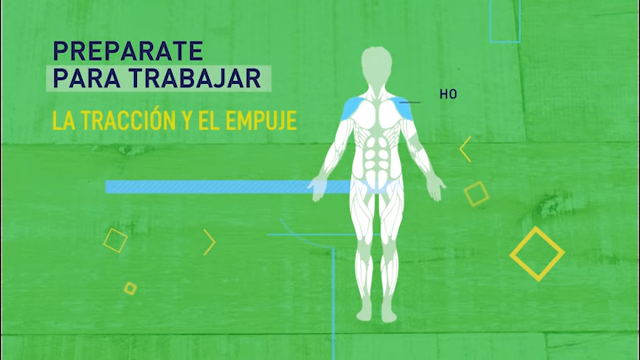 PREPARATE
PARA TRABAJAR
LA TRACCIÓN Y EL EMPUJE
HO